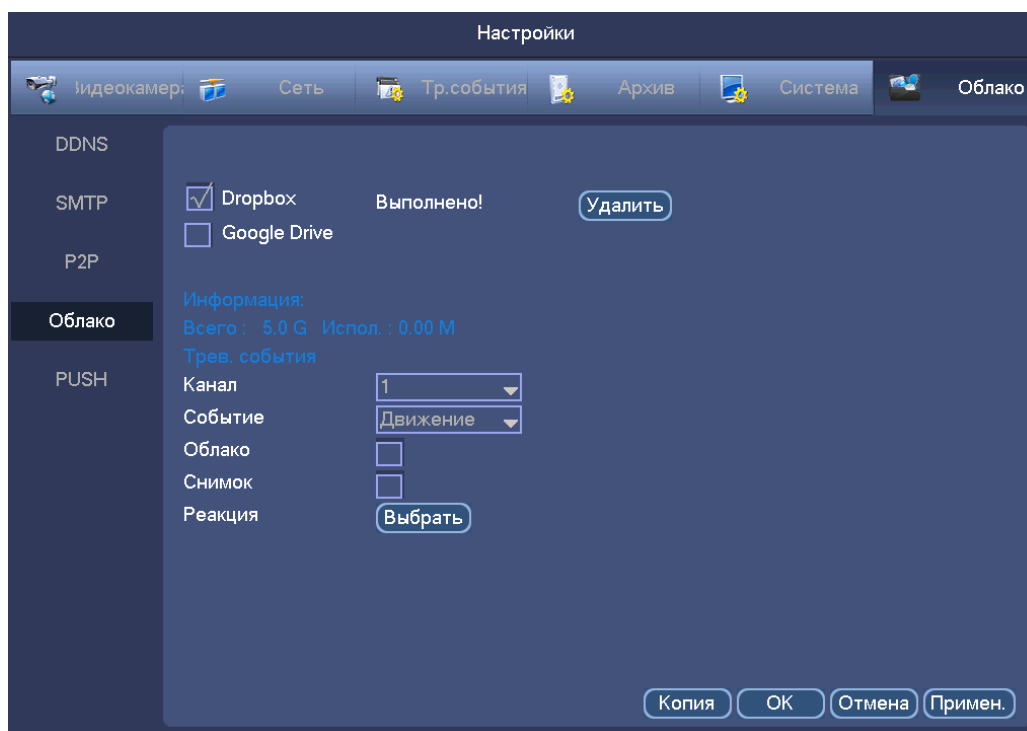 Настройки
Сеть Тр.события Архив Система Облако
DDNS
SMTP
P2P
Облако
PUSH
Dropbox Выполнено! Удалить
Google Drive
Информация:
Всего : 5.0 G Испол. : 0.00 M
Трев. события
Канал 1
Событие Движение
Облако
Снимок
Реакция Выбрать
Копия OK Отмена Примен.